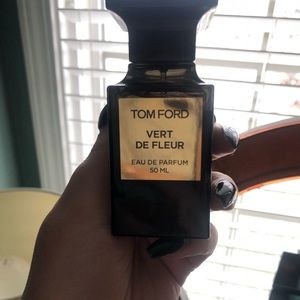 TOM FORD
VERT
DE FLEUR
EAU DE PARFUM
50 ML